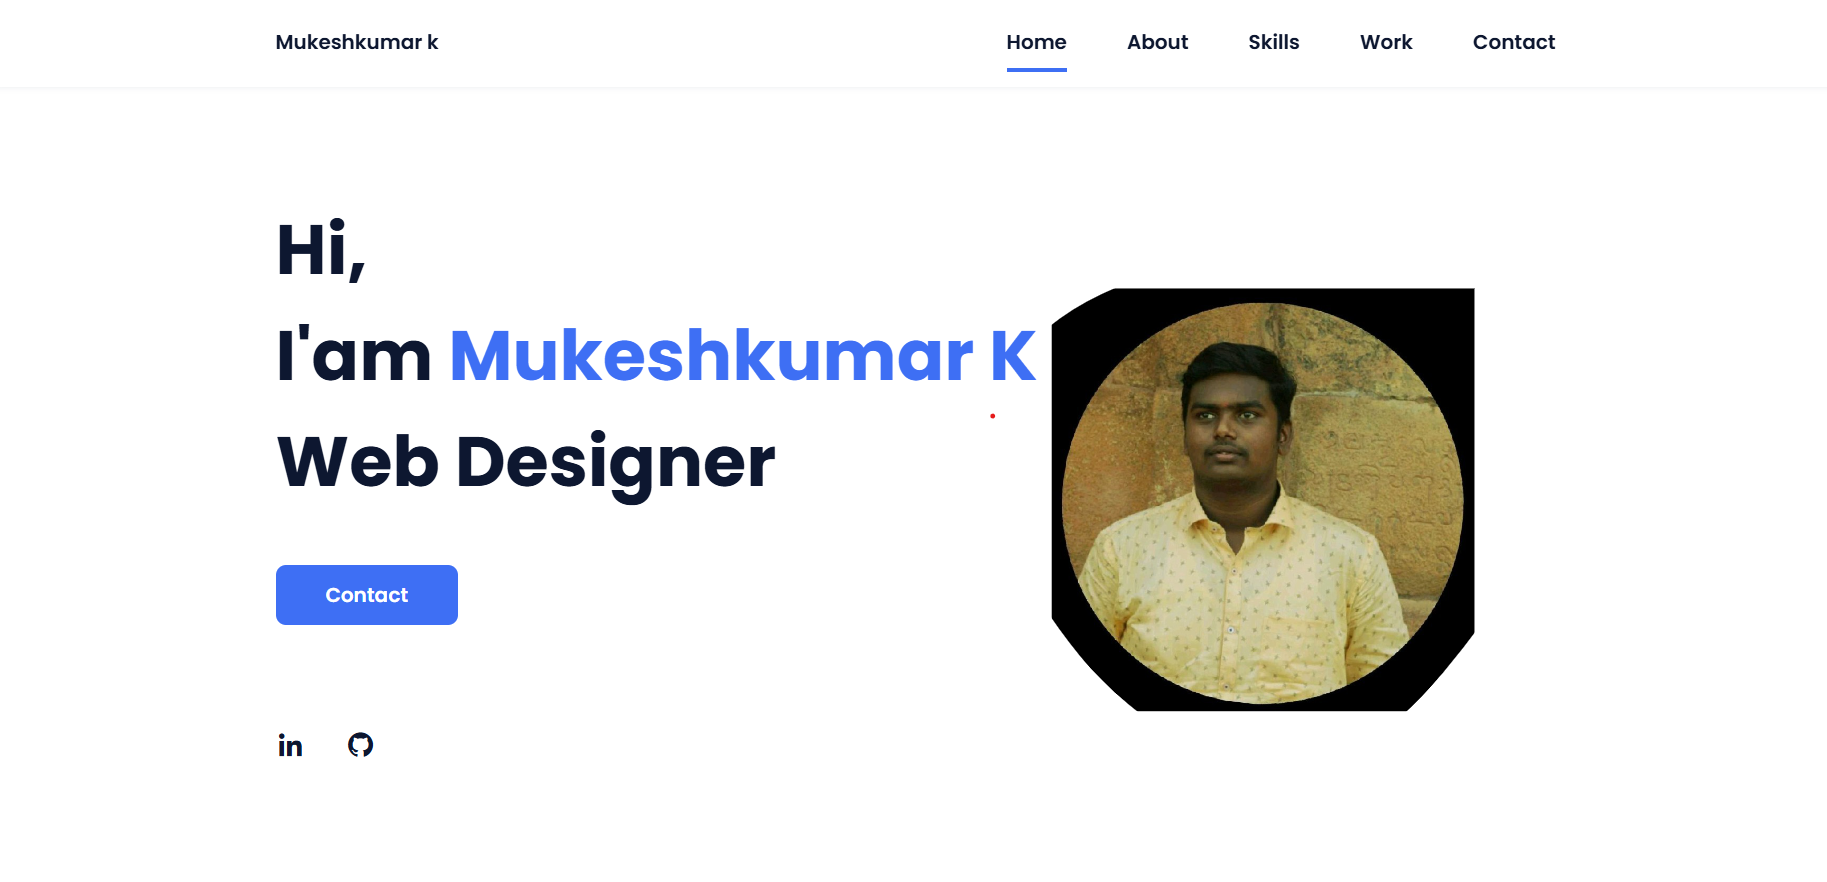 Mukeshkumar k
Home About Skills Work Contact
Hi,
I'am Mukeshkumar K
Web Designer
Contact
in